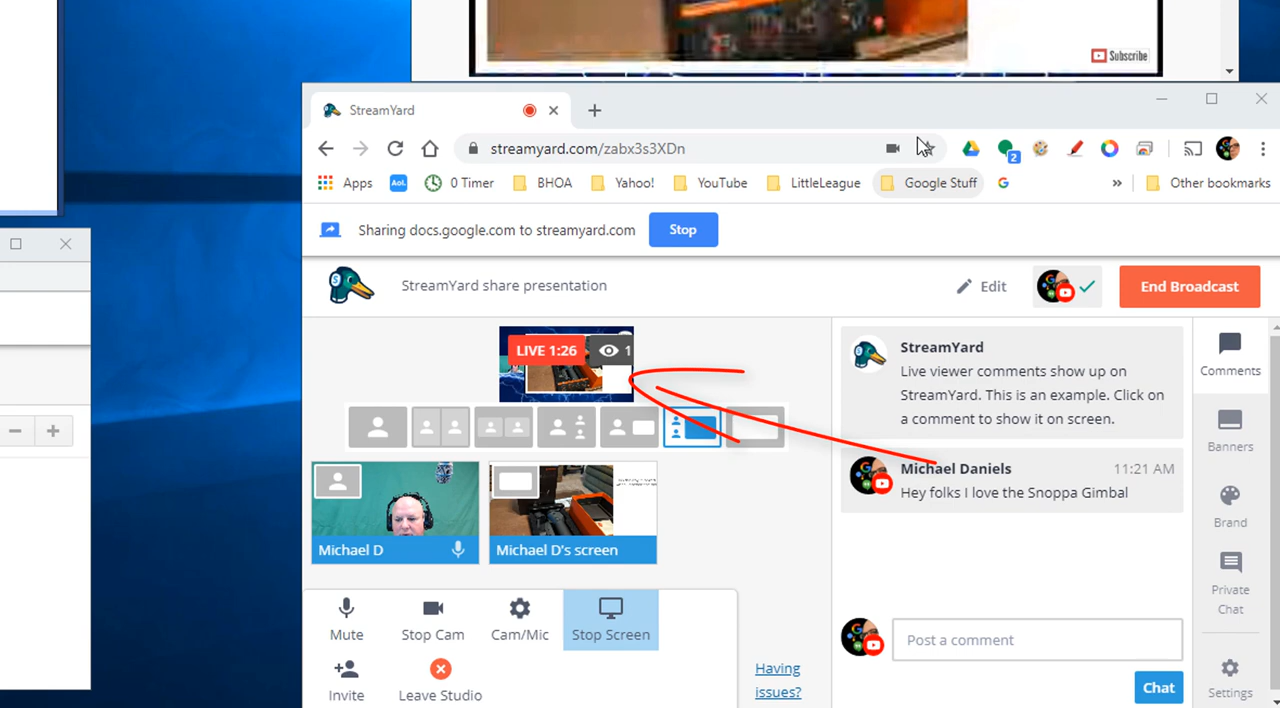 Subscribe
StreamYard
streamyard.com/zabx3s3XDn
2
Apps
Aol.
0 Timer
BHOA
Yahoo!
YouTube
LittleLeague
Google Stuff
G
»
Other bookmarks
Sharing docs.google.com to streamyard.com
Stop
StreamYard share presentation
Edit
End Broadcast
LIVE 1:26
1
StreamYard
Live viewer comments show up on
StreamYard. This is an example. Click on
a comment to show it on screen.
Michael Daniels
11:21 AM
Hey folks I love the Snoppa Gimbal
Comments
Banners
Brand
Private
Chat
Settings
Michael D
Michael D's screen
Mute
Stop Cam
Cam/Mic
Stop Screen
Invite
Leave Studio
Having
issues?
Post a comment
Chat